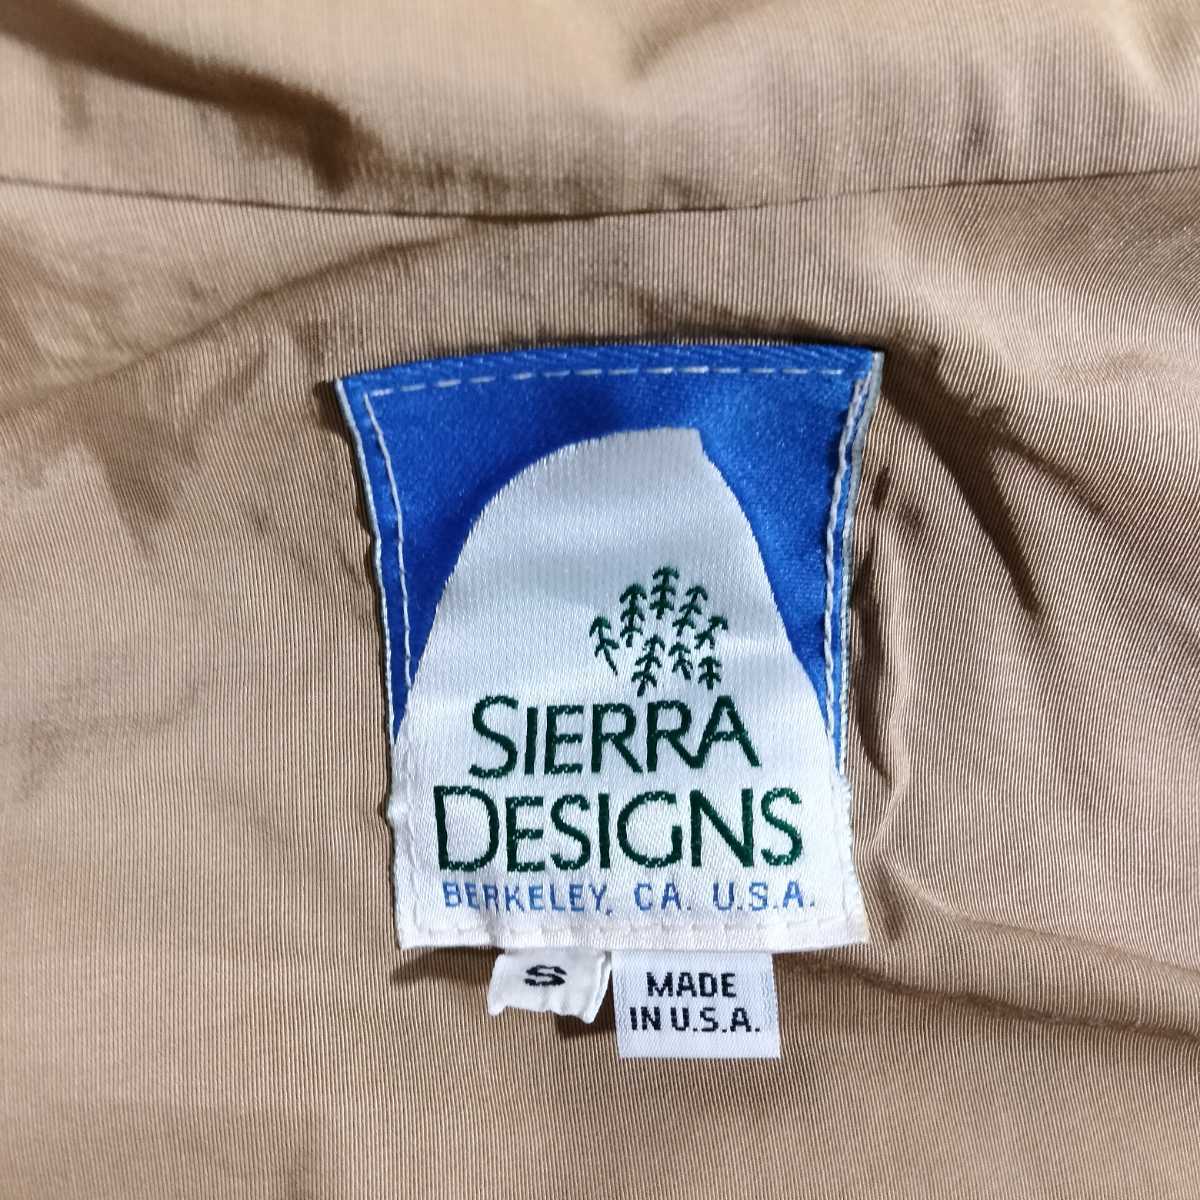 SIERRA
DESIGNS
BERKELEY, CA. U.S.A.
S
MADE
IN U.S.A.